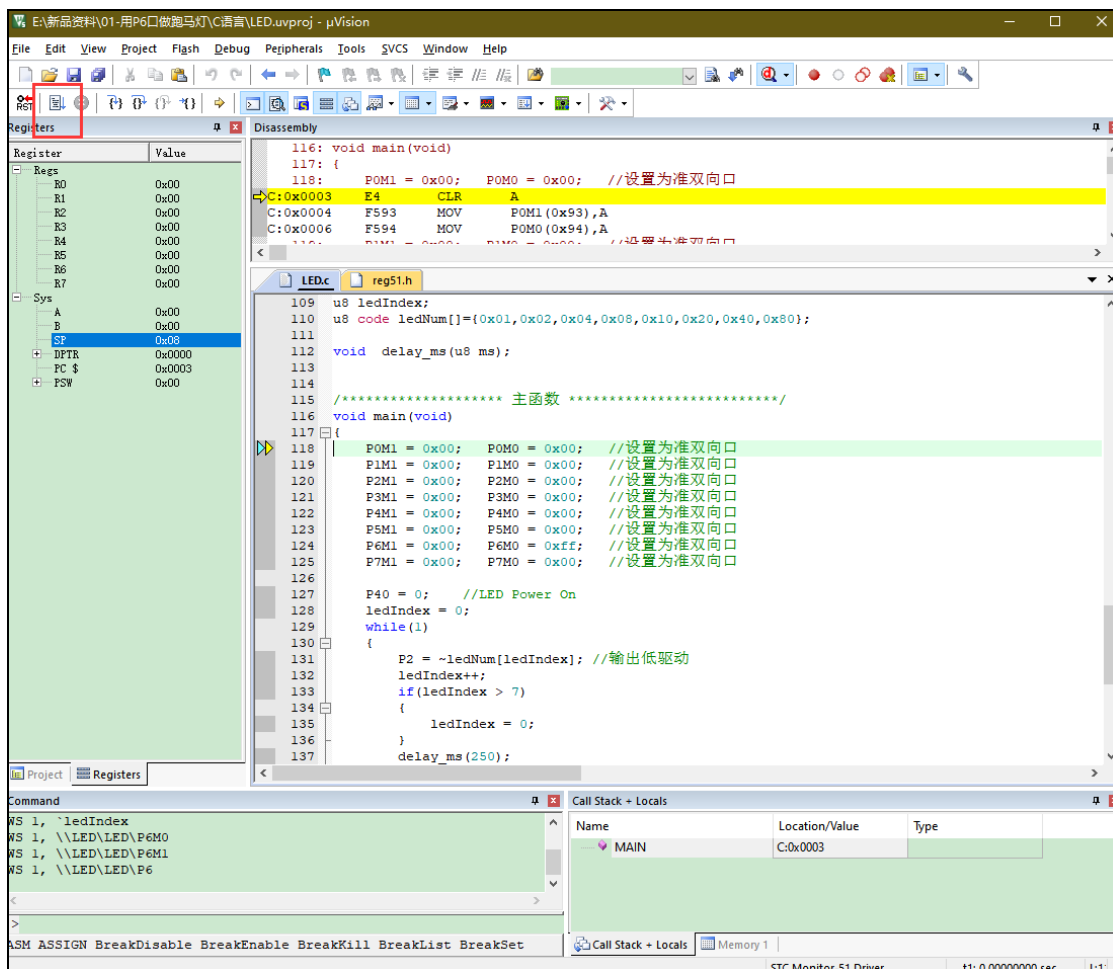 E:\新品资料\01-用P6口做跑马灯\C语言\LED.uvproj - µVision
File Edit View Project Flash Debug Peripherals Tools SVCS Window Help
RST
Registers
Register Value
Regs
R0 0x00
R1 0x00
R2 0x00
R3 0x00
R4 0x00
R5 0x00
R6 0x00
R7 0x00
Sys
A 0x00
B 0x00
SP 0x08
DPTR 0x0000
PC $ 0x0003
PSW 0x00
Project Registers
Disassembly
116: void main(void)
117: {
118: P0M1 = 0x00; P0M0 = 0x00; //设置为准双向口
C:0x0003 E4 CLR A
C:0x0004 F593 MOV P0M1(0x93),A
C:0x0006 F594 MOV P0M0(0x94),A
119: P1M1 = 0x00; P1M0 = 0x00; //设置为准双向口
LED.c reg51.h
109 u8 ledIndex;
110 u8 code ledNum[]={0x01,0x02,0x04,0x08,0x10,0x20,0x40,0x80};
111
112 void delay_ms(u8 ms);
113
114
115 /******************** 主函数 **************************/
116 void main(void)
117 {
118 P0M1 = 0x00; P0M0 = 0x00; //设置为准双向口
119 P1M1 = 0x00; P1M0 = 0x00; //设置为准双向口
120 P2M1 = 0x00; P2M0 = 0x00; //设置为准双向口
121 P3M1 = 0x00; P3M0 = 0x00; //设置为准双向口
122 P4M1 = 0x00; P4M0 = 0x00; //设置为准双向口
123 P5M1 = 0x00; P5M0 = 0x00; //设置为准双向口
124 P6M1 = 0x00; P6M0 = 0xff; //设置为准双向口
125 P7M1 = 0x00; P7M0 = 0x00; //设置为准双向口
126
127 P40 = 0; //LED Power On
128 ledIndex = 0;
129 while(1)
130 {
131 P2 = ~ledNum[ledIndex]; //输出低驱动
132 ledIndex++;
133 if(ledIndex > 7)
134 {
135 ledIndex = 0;
136 }
137 delay_ms(250);
Command
WS 1, `ledIndex
WS 1, \\LED\LED\P6M0
WS 1, \\LED\LED\P6M1
WS 1, \\LED\LED\P6
>
ASM ASSIGN BreakDisable BreakEnable BreakKill BreakList BreakSet
Call Stack + Locals
Name Location/Value Type
MAIN C:0x0003
Call Stack + Locals Memory 1
STC Monitor-51 Driver t1: 0.00000000 sec